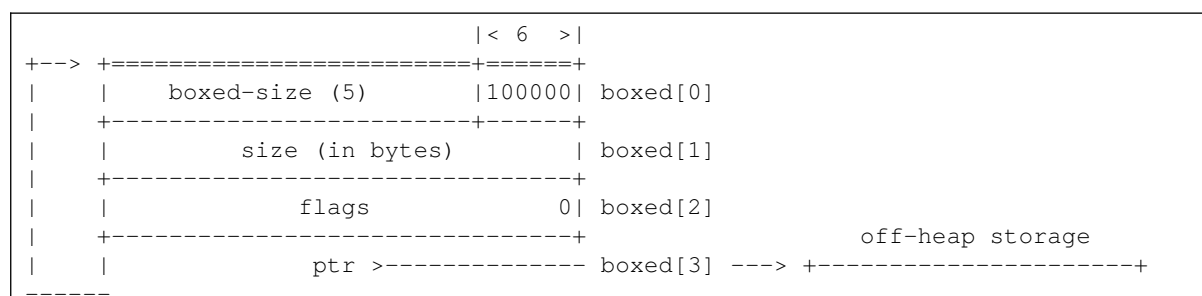 |< 6  >|
+--> +=======================+======+
|    |    boxed-size (5)     |100000| boxed[0]
|    +-----------------------+------+
|    |        size (in bytes)       | boxed[1]
|    +------------------------------+
|    |            flags            0| boxed[2]
|    +------------------------------+                  off-heap storage
|    |             ptr >-------------- boxed[3] ---> +----------------------+
------